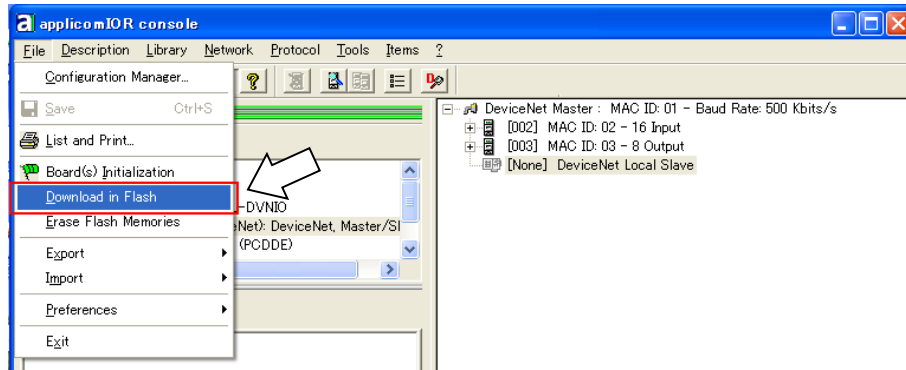 applicomIOR console
File Description Library Network Protocol Tools Items ?
Configuration Manager...
Save Ctrl+S
List and Print...
Board(s) Initialization
Download in Flash
Erase Flash Memories
Export
Import
Preferences
Exit
-DVNIO
eNet): DeviceNet, Master/Sl
(PCDDE)
DeviceNet Master : MAC ID: 01 - Baud Rate: 500 Kbits/s
[002] MAC ID: 02 - 16 Input
[003] MAC ID: 03 - 8 Output
[None] DeviceNet Local Slave